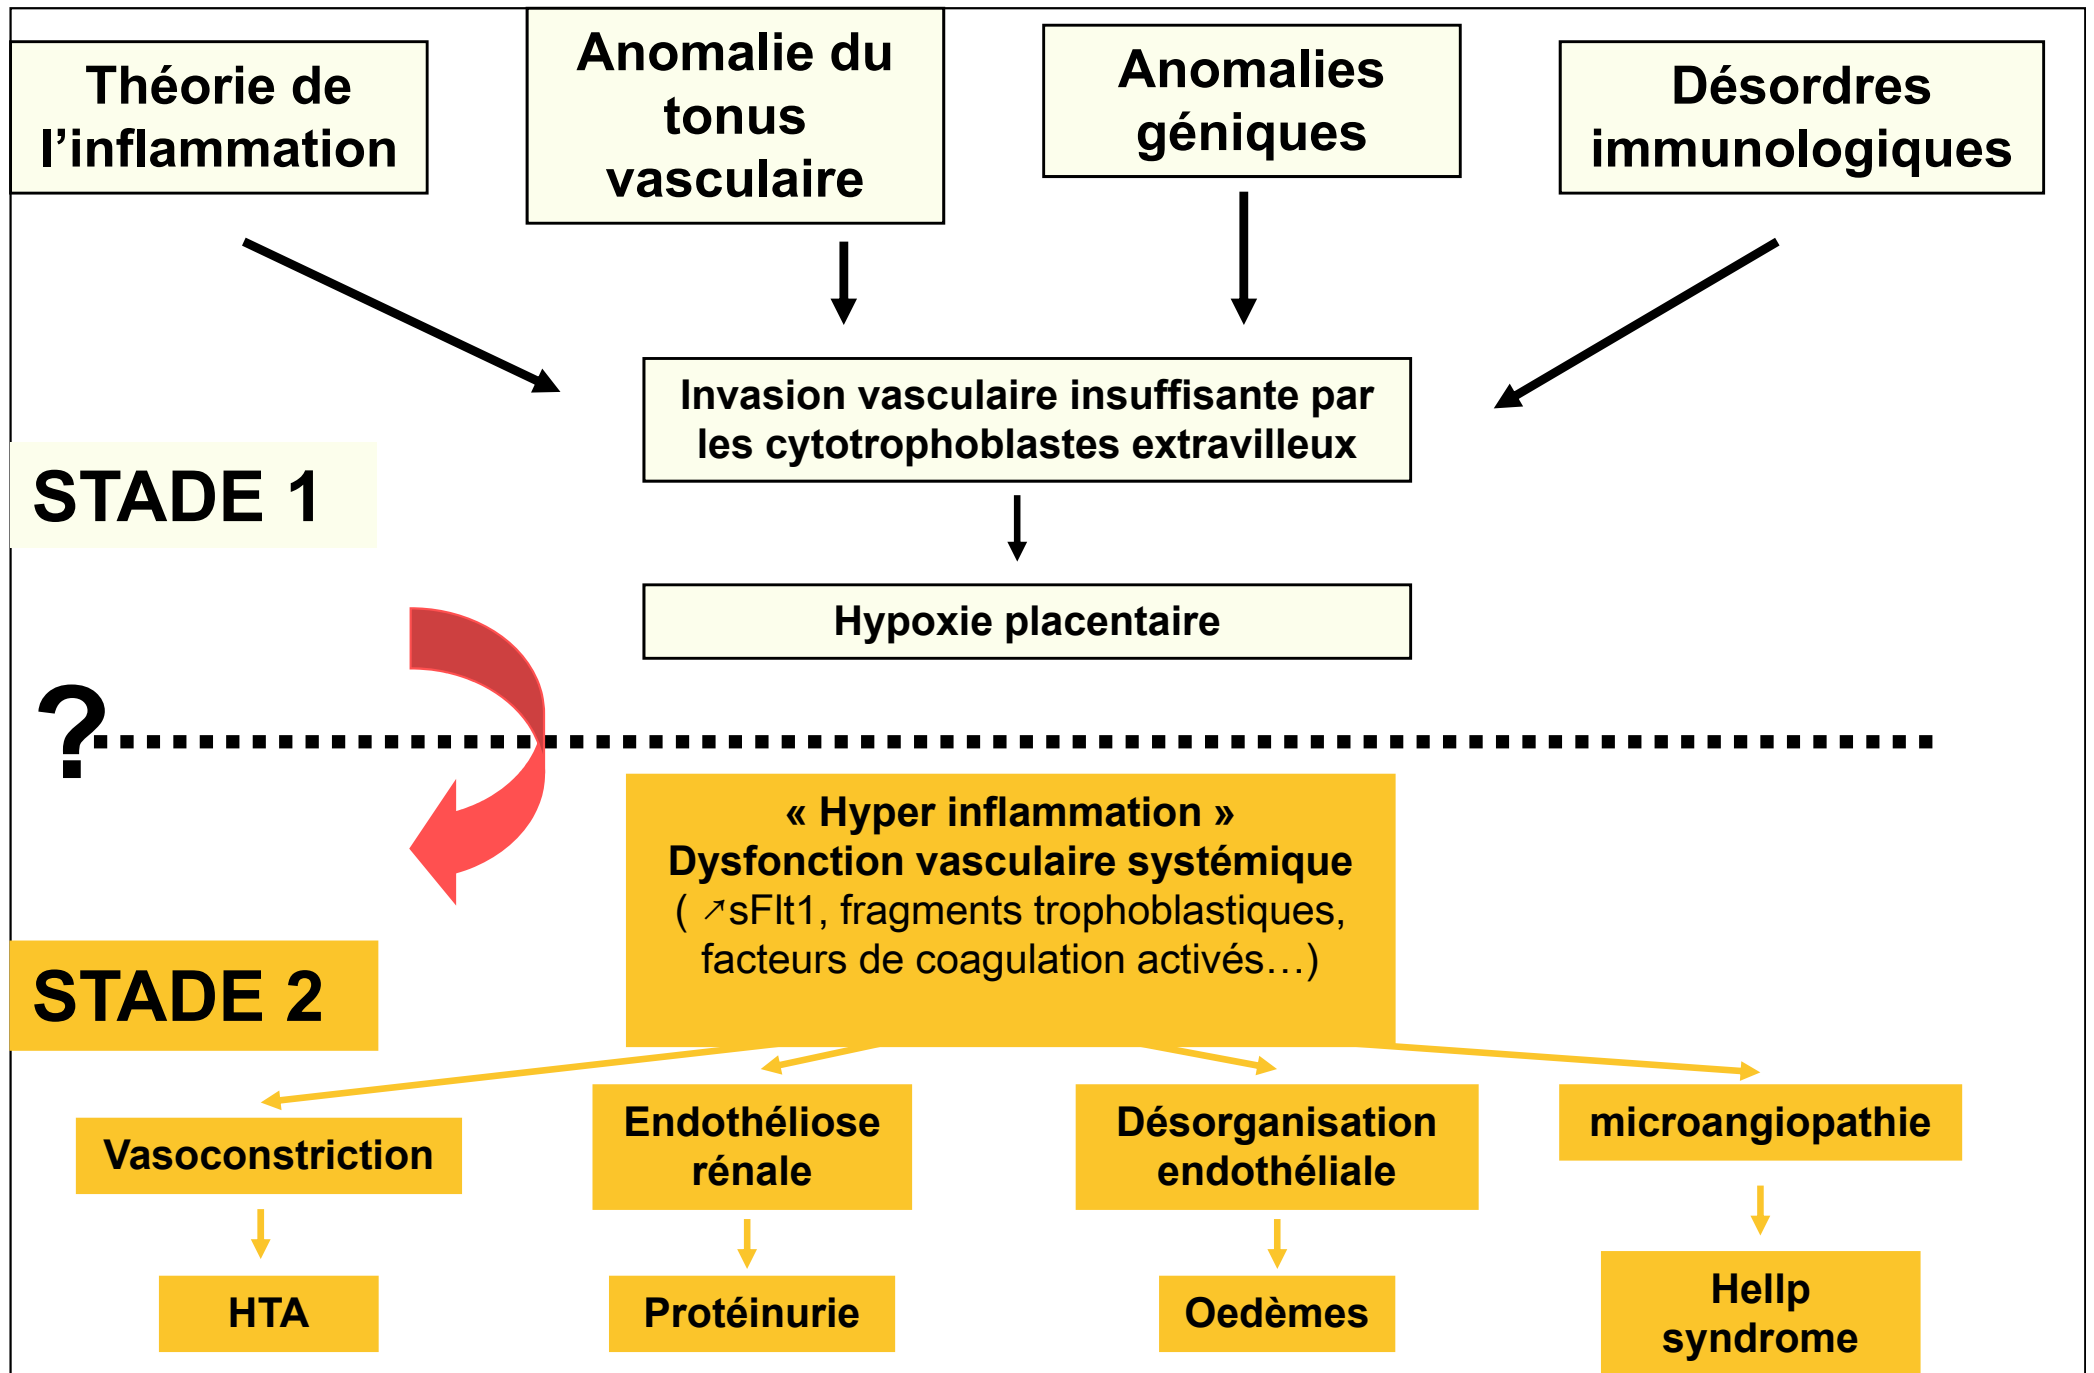 Théorie de
l’inflammation
Anomalie du
tonus
vasculaire
Anomalies
géniques
Désordres
immunologiques
Invasion vasculaire insuffisante par
les cytotrophoblastes extravilleux
STADE 1
Hypoxie placentaire
?
« Hyper inflammation »
Dysfonction vasculaire systémique
( ↗sFlt1, fragments trophoblastiques,
facteurs de coagulation activés…)
STADE 2
Vasoconstriction
Endothéliose
rénale
Désorganisation
endothéliale
microangiopathie
HTA
Protéinurie
Oedèmes
Hellp
syndrome